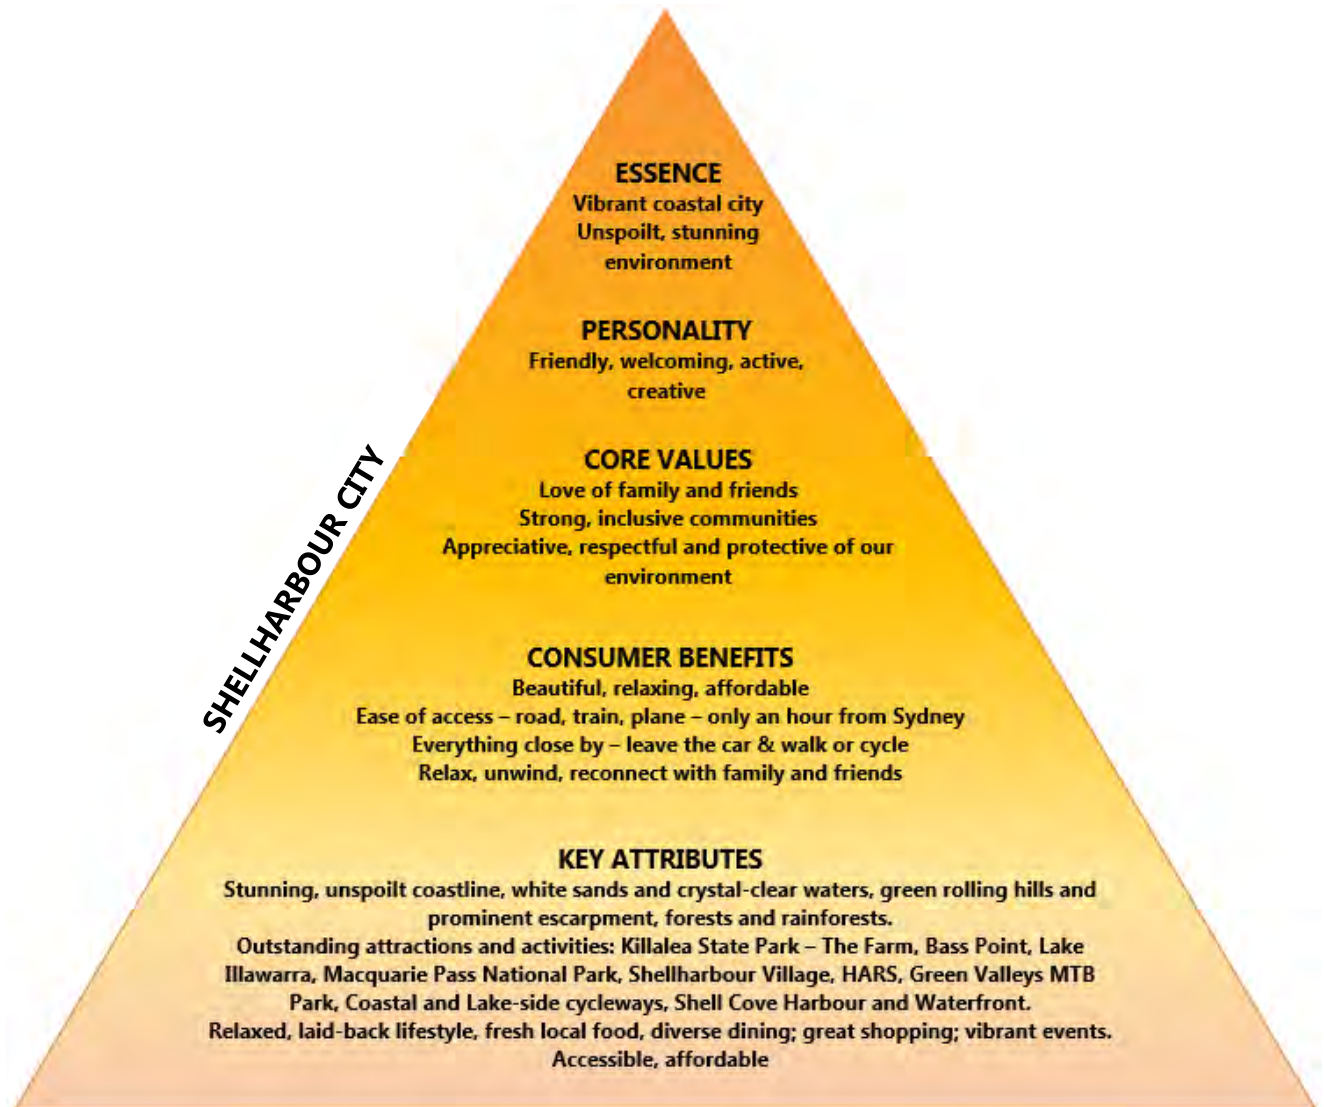 ESSENCE
Vibrant coastal city
Unspoilt, stunning
environment
PERSONALITY
Friendly, welcoming, active,
creative
CORE VALUES
Love of family and friends
Strong, inclusive communities
Appreciative, respectful and protective of our
environment
SHELLHARBOUR CITY
CONSUMER BENEFITS
Beautiful, relaxing, affordable
Ease of access – road, train, plane – only an hour from Sydney
Everything close by – leave the car & walk or cycle
Relax, unwind, reconnect with family and friends
KEY ATTRIBUTES
Stunning, unspoilt coastline, white sands and crystal-clear waters, green rolling hills and
prominent escarpment, forests and rainforests.
Outstanding attractions and activities: Killalea State Park – The Farm, Bass Point, Lake
Illawarra, Macquarie Pass National Park, Shellharbour Village, HARS, Green Valleys MTB
Park, Coastal and Lake-side cycleways, Shell Cove Harbour and Waterfront.
Relaxed, laid-back lifestyle, fresh local food, diverse dining; great shopping; vibrant events.
Accessible, affordable